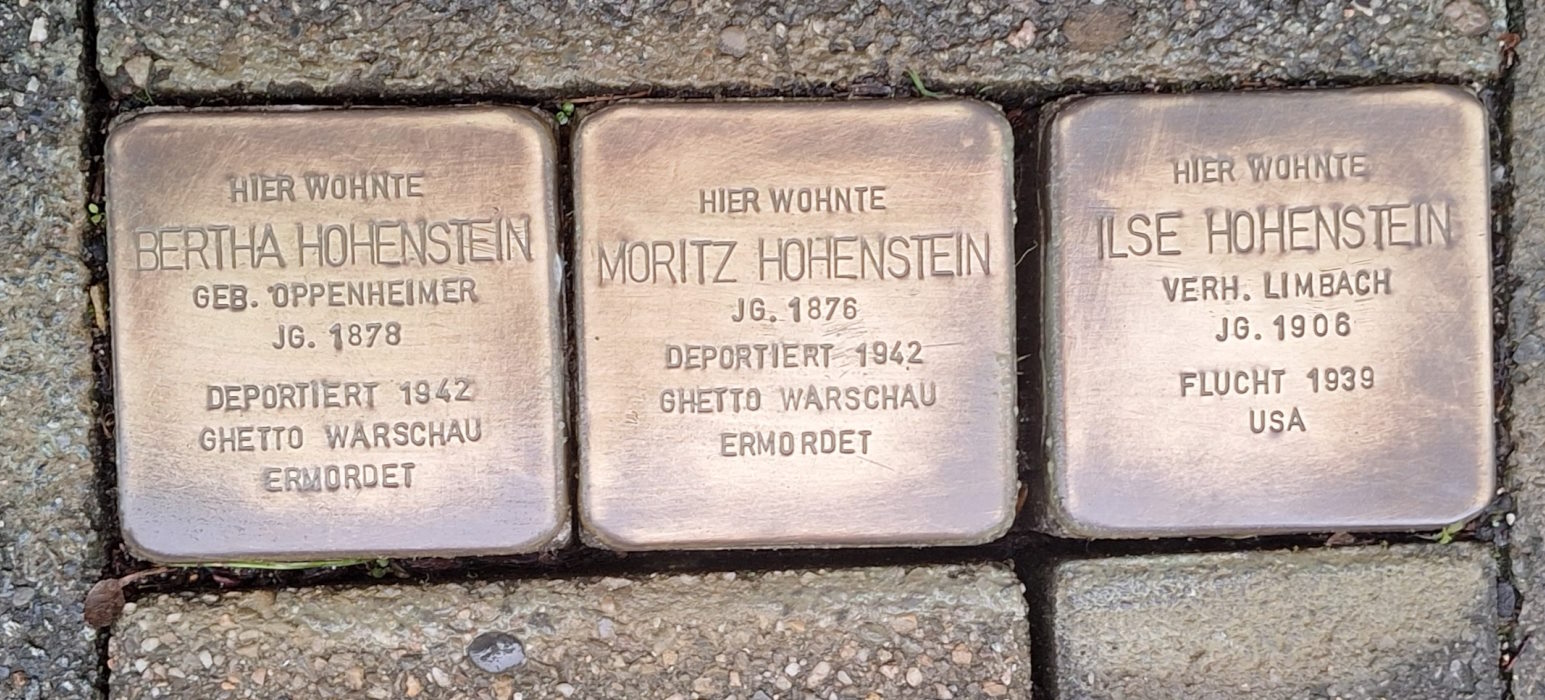 HIER WOHNTE
BERTHA HOHENSTEIN
GEB. OPPENHEIMER
JG. 1878
DEPORTIERT 1942
GHETTO WARSCHAU
ERMORDET
HIER WOHNTE
MORITZ HOHENSTEIN
JG. 1876
DEPORTIERT 1942
GHETTO WARSCHAU
ERMORDET
HIER WOHNTE
ILSE HOHENSTEIN
VERH. LIMBACH
JG. 1906
FLUCHT 1939
USA